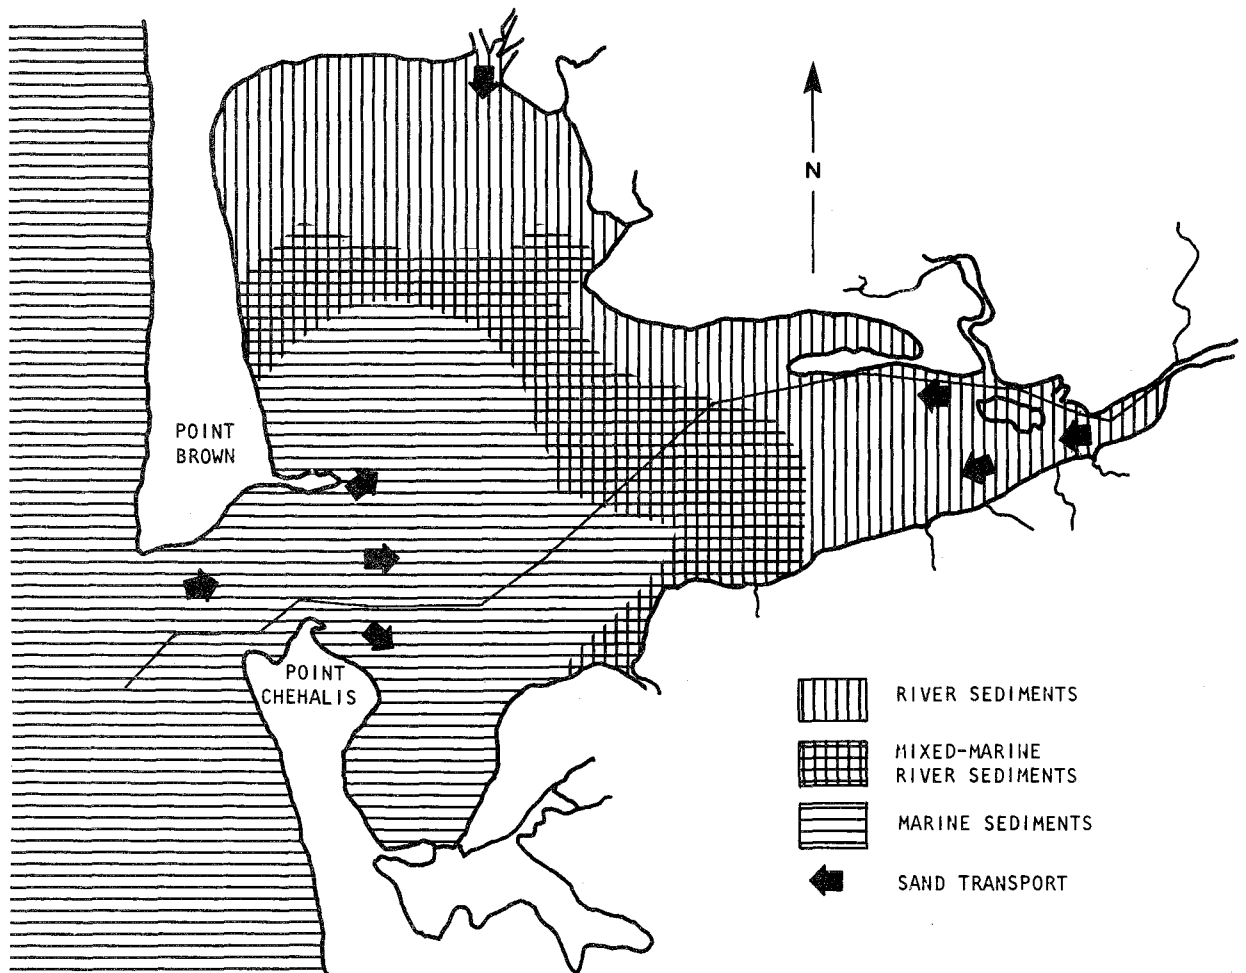 N
POINT
BROWN
POINT
CHEHALIS
RIVER SEDIMENTS
MIXED-MARINE
RIVER SEDIMENTS
MARINE SEDIMENTS
SAND TRANSPORT